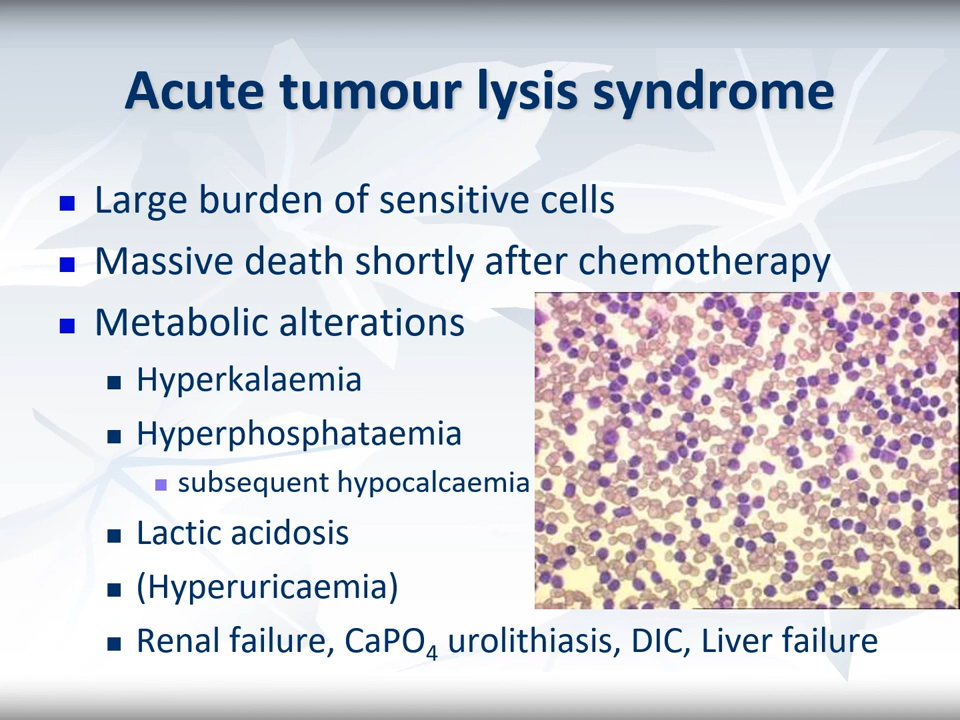 Acute tumour lysis syndrome
Large burden of sensitive cells
Massive death shortly after chemotherapy
Metabolic alterations
Hyperkalaemia
Hyperphosphataemia
subsequent hypocalcaemia
Lactic acidosis
(Hyperuricaemia)
Renal failure, CaPO₄ urolithiasis, DIC, Liver failure